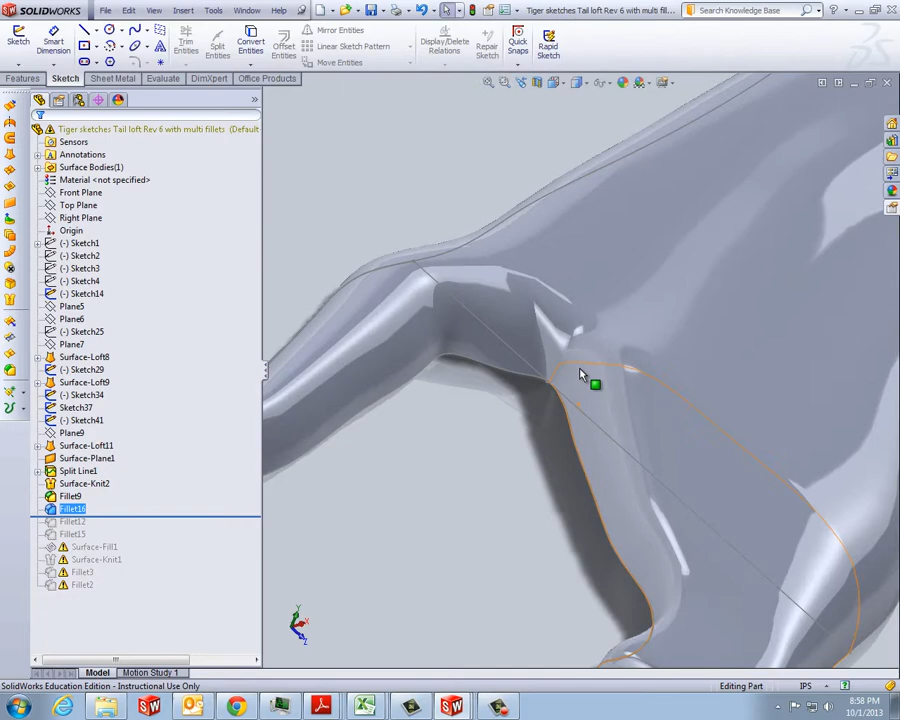 SOLIDWORKS File Edit View Insert Tools Window Help Tiger sketches Tail loft Rev 6 with multi fill... Search Knowledge Base
Sketch
Smart Dimension
Trim Entities
Split Entities
Convert Entities
Offset Entities
Mirror Entities
Linear Sketch Pattern
Move Entities
Display/Delete Relations
Repair Sketch
Quick Snaps
Rapid Sketch
Features Sketch Sheet Metal Evaluate DimXpert Office Products
Tiger sketches Tail loft Rev 6 with multi fillets (Default
Sensors
Annotations
Surface Bodies(1)
Material <not specified>
Front Plane
Top Plane
Right Plane
Origin
(-) Sketch1
(-) Sketch2
(-) Sketch3
(-) Sketch4
(-) Sketch14
Plane5
Plane6
(-) Sketch25
Plane7
Surface-Loft8
(-) Sketch29
Surface-Loft9
(-) Sketch34
Sketch37
(-) Sketch41
Plane9
Surface-Loft11
Surface-Plane1
Split Line1
Surface-Knit2
Fillet9
Fillet16
Fillet12
Fillet15
Surface-Fill1
Surface-Knit1
Fillet3
Fillet2
Y
X
Z
Model Motion Study 1
SolidWorks Education Edition - Instructional Use Only Editing Part IPS
8:58 PM
10/1/2013